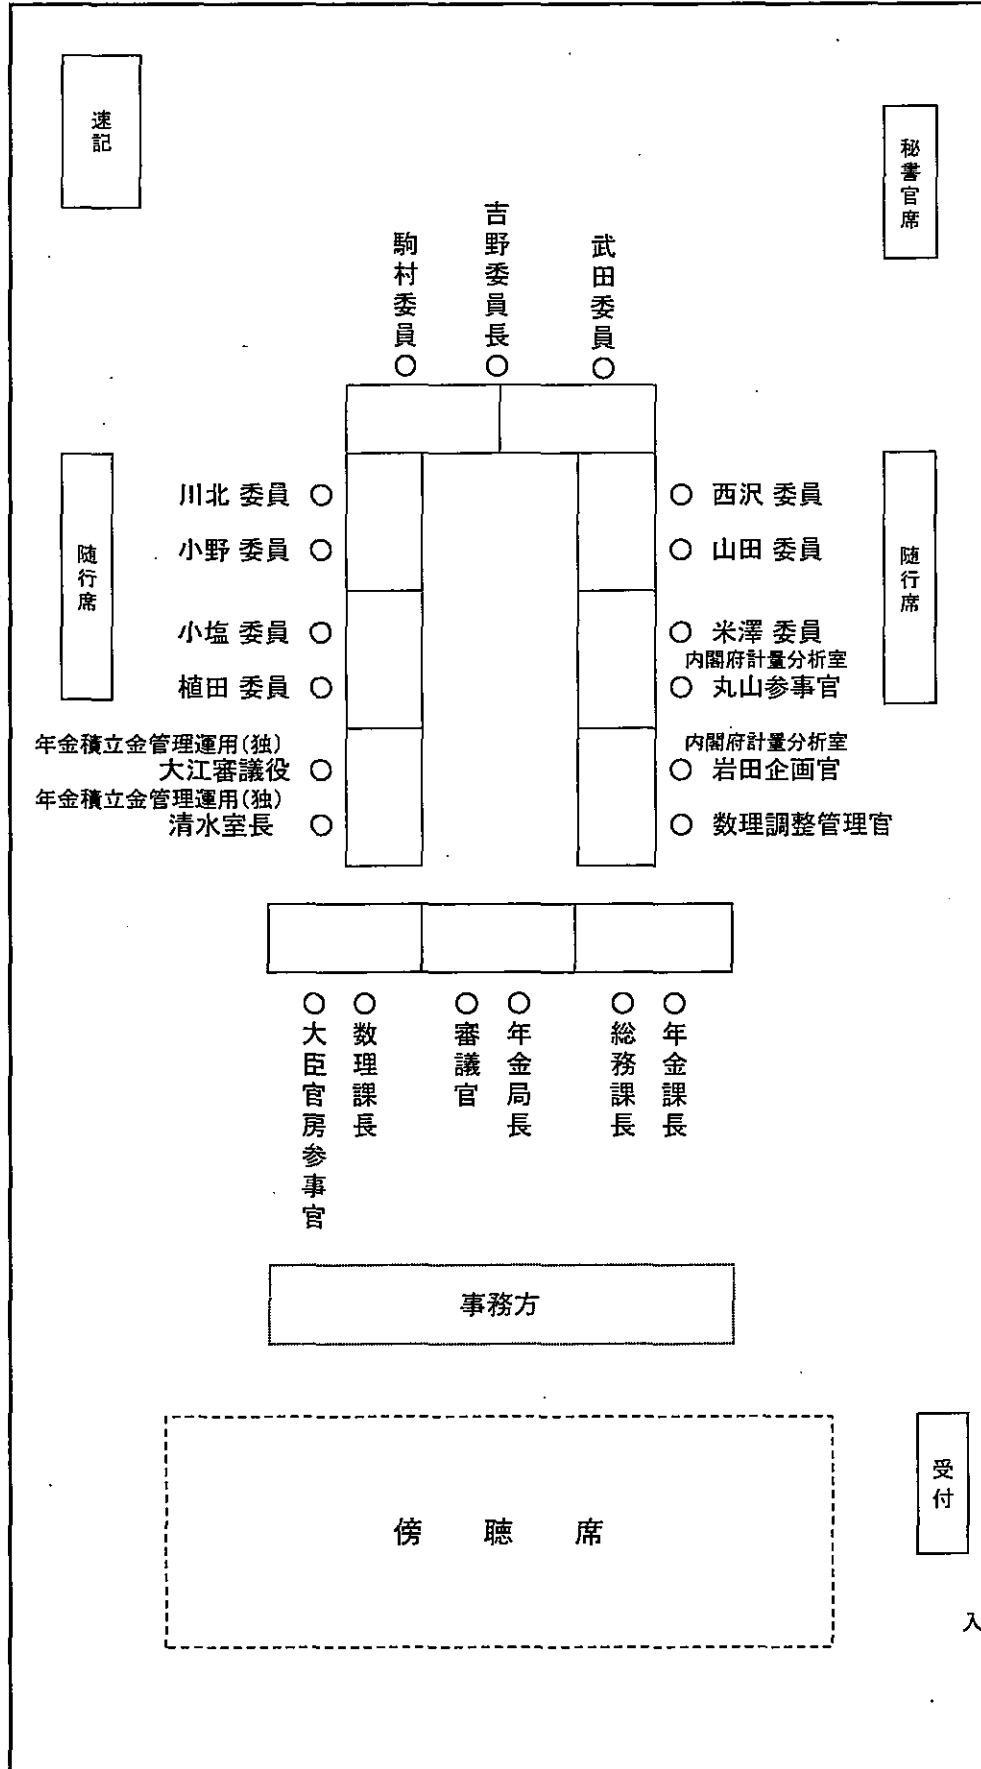 速記
秘書官席
駒村委員
吉野委員長
武田委員
川北 委員
小野 委員
小塩 委員
植田 委員
年金積立金管理運用(独)
大江審議役
年金積立金管理運用(独)
清水室長
西沢 委員
山田 委員
米澤 委員
内閣府計量分析室
丸山参事官
内閣府計量分析室
岩田企画官
数理調整管理官
随行席
随行席
大臣官房参事官
数理課長
審議官
年金局長
総務課長
年金課長
事務方
傍聴席
受付
入